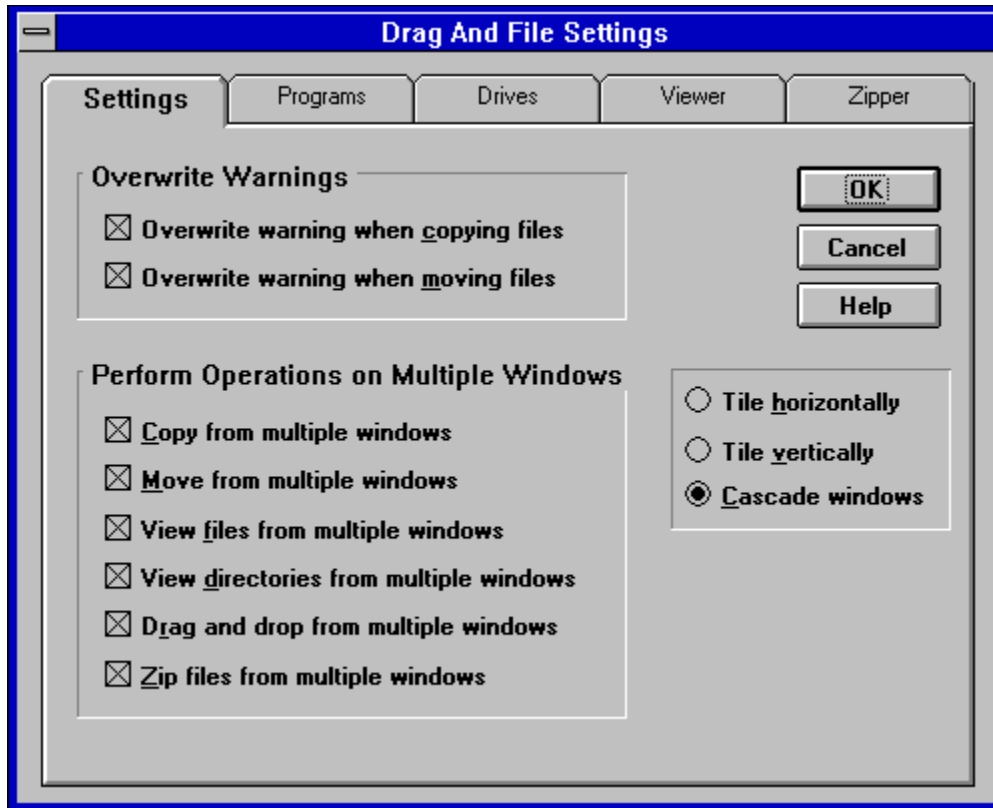 Drag And File Settings
Settings
Programs
Drives
Viewer
Zipper
Overwrite Warnings
Overwrite warning when copying files
Overwrite warning when moving files
OK
Cancel
Help
Perform Operations on Multiple Windows
Copy from multiple windows
Move from multiple windows
View files from multiple windows
View directories from multiple windows
Drag and drop from multiple windows
Zip files from multiple windows
Tile horizontally
Tile vertically
Cascade windows